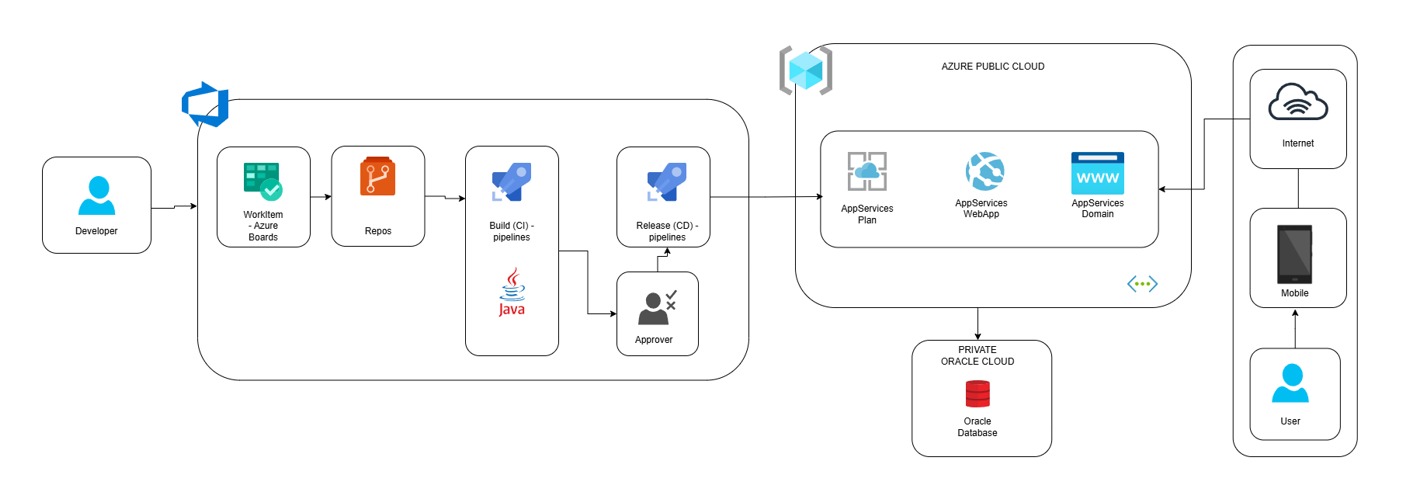 AZURE PUBLIC CLOUD
Developer
WorkItem
- Azure
Boards
Repos
Build (CI) -
pipelines
Java
Release (CD) -
pipelines
Approver
AppServices
Plan
AppServices
WebApp
WWW
AppServices
Domain
PRIVATE
ORACLE CLOUD
Oracle
Database
Internet
Mobile
User